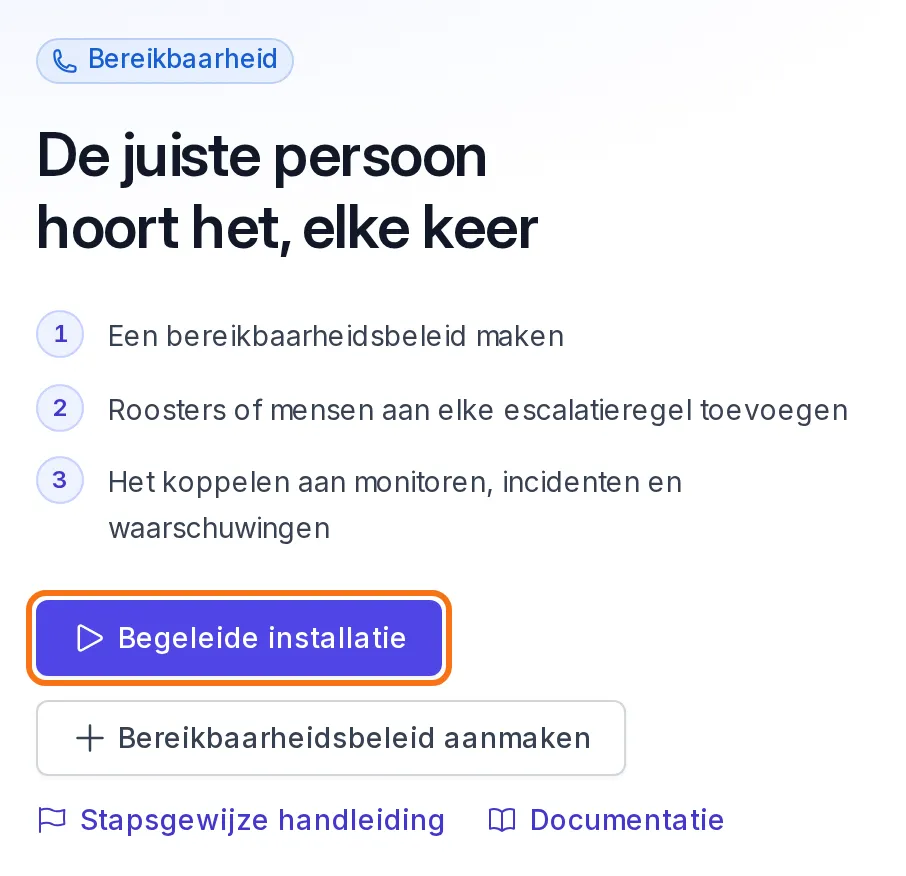 Bereikbaarheid
De juiste persoon
hoort het, elke keer
1 Een bereikbaarheidsbeleid maken
2 Roosters of mensen aan elke escalatieregel toevoegen
3 Het koppelen aan monitoren, incidenten en
waarschuwingen
Begeleide installatie
Bereikbaarheidsbeleid aanmaken
Stapsgewijze handleiding Documentatie